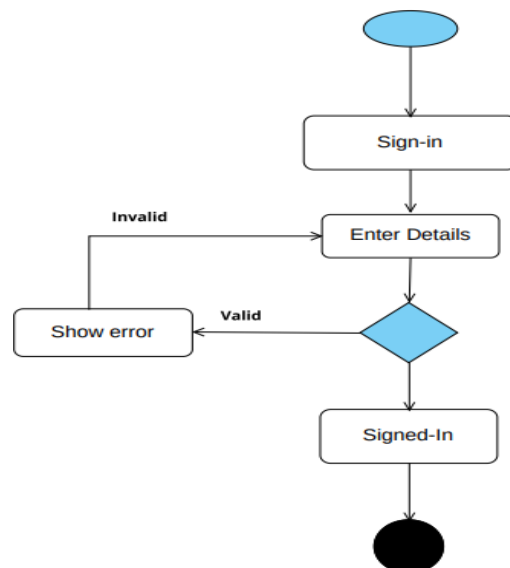 Sign-in
Invalid
Enter Details
Valid
Show error
Signed-In